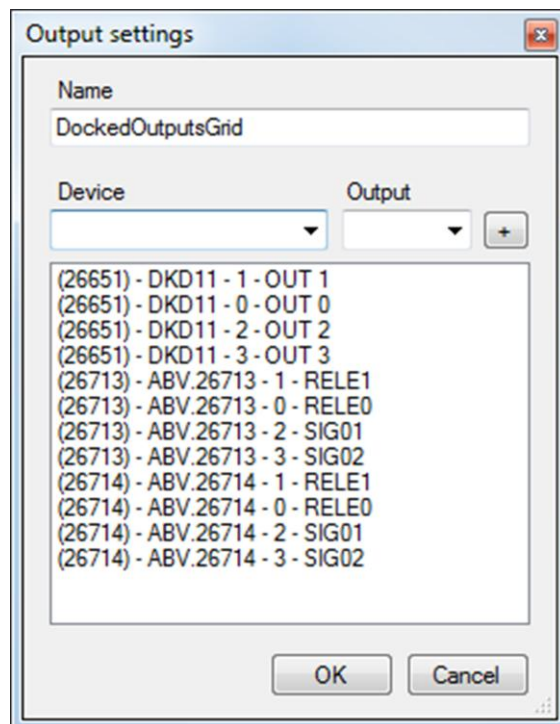 Output settings
Name
DockedOutputsGrid
Device Output
+
(26651) - DKD11 - 1 - OUT 1
(26651) - DKD11 - 0 - OUT 0
(26651) - DKD11 - 2 - OUT 2
(26651) - DKD11 - 3 - OUT 3
(26713) - ABV.26713 - 1 - RELE1
(26713) - ABV.26713 - 0 - RELE0
(26713) - ABV.26713 - 2 - SIG01
(26713) - ABV.26713 - 3 - SIG02
(26714) - ABV.26714 - 1 - RELE1
(26714) - ABV.26714 - 0 - RELE0
(26714) - ABV.26714 - 2 - SIG01
(26714) - ABV.26714 - 3 - SIG02
OK Cancel